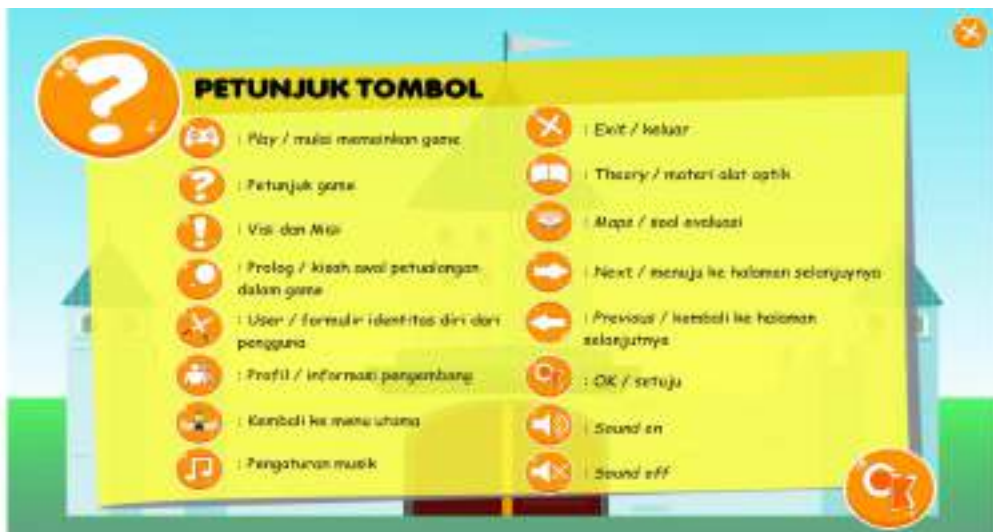 PETUNJUK TOMBOL
: Play / mulai memainkan game
: Petunjuk game
: Visi dan Misi
: Prolog / kisah awal petualangan
dalam game
: User / formulir identitas diri dari
pengguna
: Profil / informasi pengembang
: Kembali ke menu utama
: Pengaturan musik
: Exit / keluar
: Theory / materi alat optik
: Maps / soal evaluasi
: Next / menuju ke halaman selanjuynya
: Previous / kembali ke halaman
selanjutnya
: OK / setuju
: Sound on
: Sound off
OK